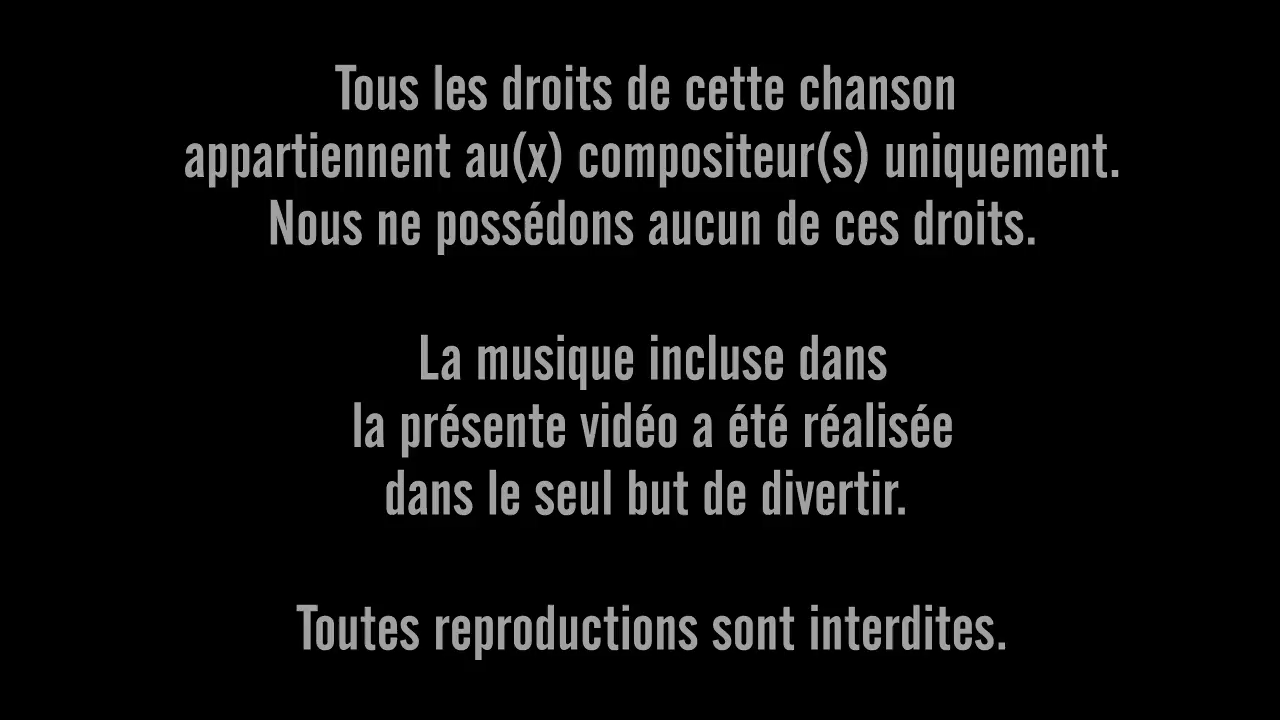 Tous les droits de cette chanson
appartiennent au(x) compositeur(s) uniquement.
Nous ne possédons aucun de ces droits.
La musique incluse dans
la présente vidéo a été réalisée
dans le seul but de divertir.
Toutes reproductions sont interdites.